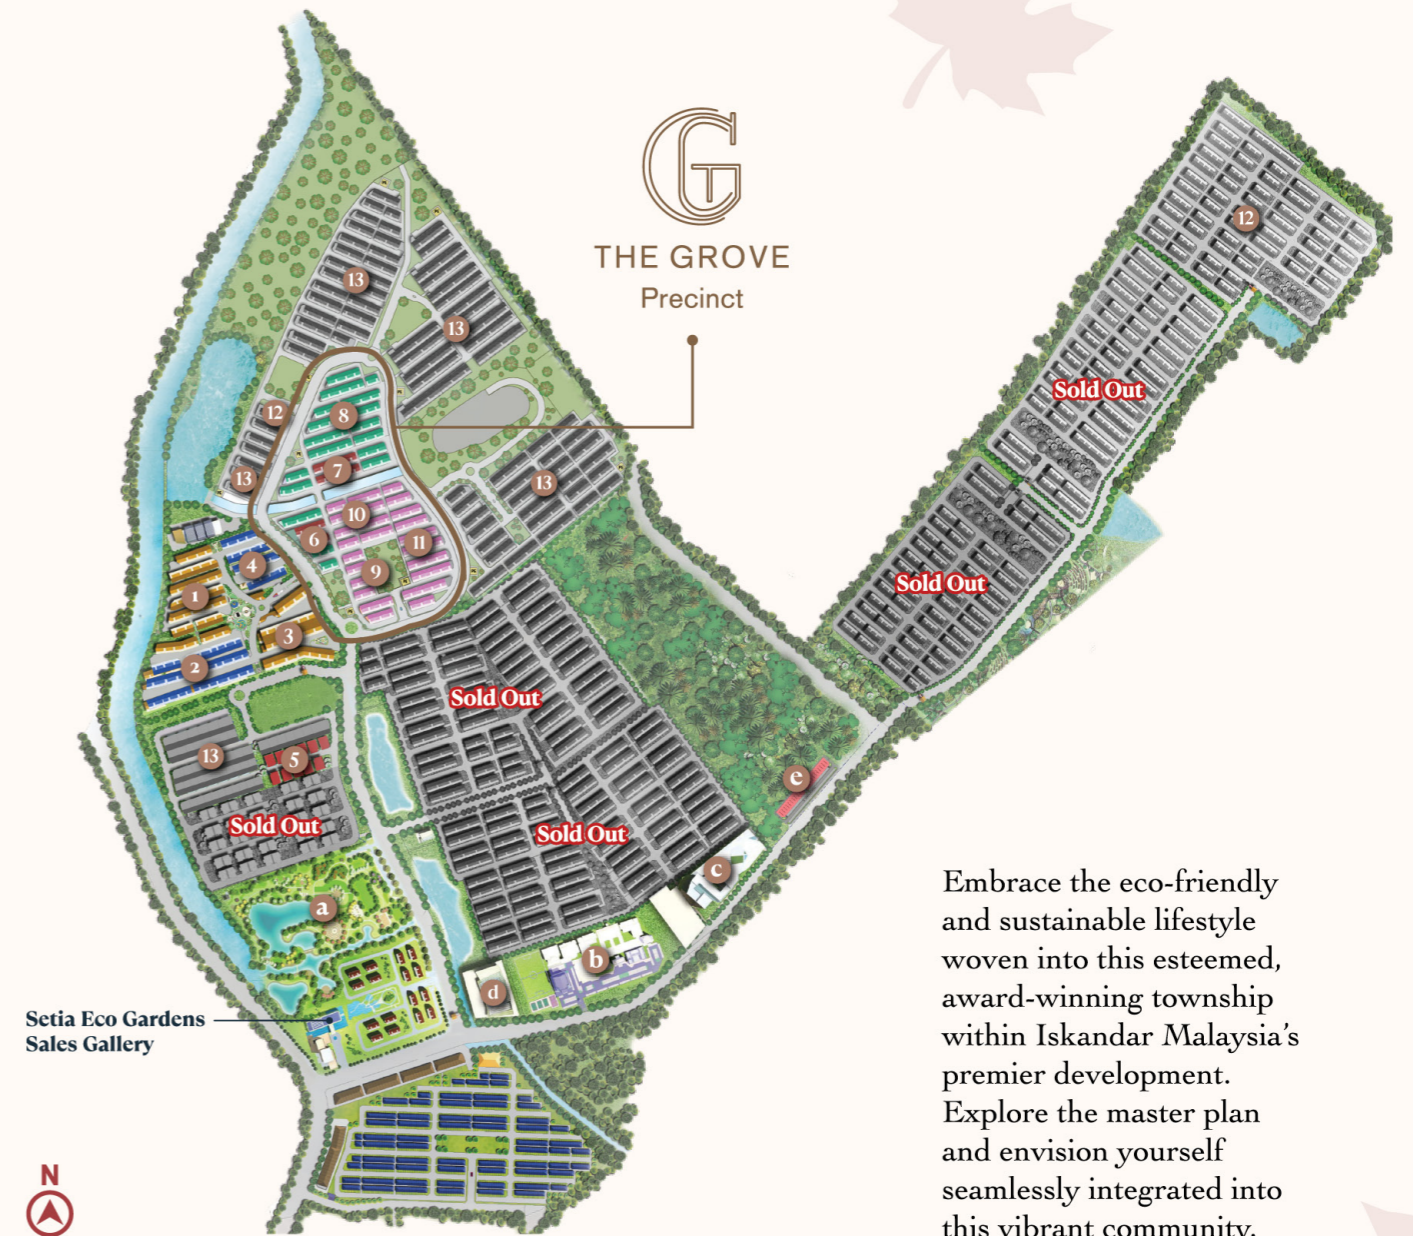 THE GROVE
Precinct
12
13
13
Sold Out
12
8
13
7
13
10
6
11
9
4
1
3
2
Sold Out
Sold Out
13
5
e
Sold Out
Sold Out
c
a
b
d
Setia Eco Gardens
Sales Gallery
N
Embrace the eco-friendly
and sustainable lifestyle
woven into this esteemed,
award-winning township
within Iskandar Malaysia's
premier development.
Explore the master plan
and envision yourself
seamlessly integrated into
this vibrant community.